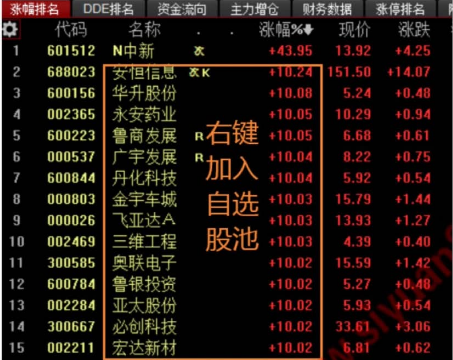 涨幅排名 DDE排名 资金流向 主力增仓 财务数据 涨停排名
代码 名称 . . 涨幅%↓ 现价 涨跌
1 601512 N中新 次 +43.95 13.92 +4.25
2 688023 安恒信息 次K +10.24 151.50 +14.07
3 600156 华升股份 +10.08 5.24 +0.48
4 002365 永安药业 +10.05 10.29 +0.94
5 600223 鲁商发展 R +10.05 6.68 +0.61
6 000537 广宇发展 R +10.04 8.22 +0.75
7 600844 丹化科技 +10.04 5.92 +0.54
8 000803 金宇车城 +10.03 15.79 +1.44
9 000026 飞亚达A +10.03 13.93 +1.27
10 002469 三维工程 +10.03 4.39 +0.40
11 300585 奥联电子 +10.02 15.59 +1.42
12 600784 鲁银投资 +10.02 5.27 +0.48
13 002284 亚太股份 +10.02 5.93 +0.54
14 300667 必创科技 +10.02 33.61 +3.06
15 002211 宏达新材 +10.02 6.81 +0.62
右键
加入
自选
股池